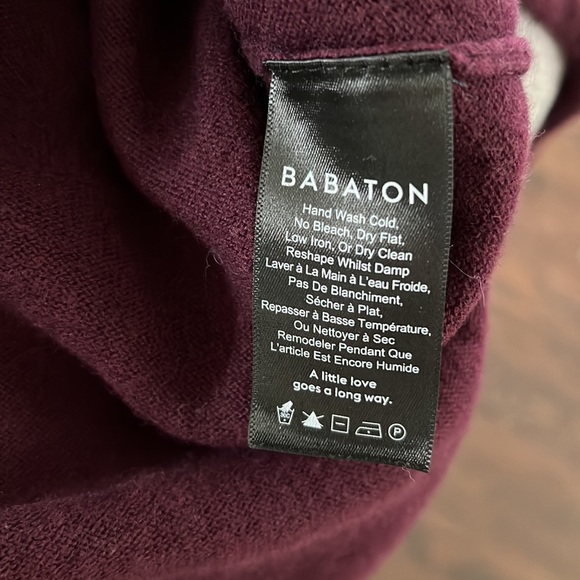 BABATON
Hand Wash Cold,
No Bleach, Dry Flat,
Low Iron, Or Dry Clean
Reshape Whilst Damp
Laver à La Main à L'eau Froide,
Pas De Blanchiment,
Sécher à Plat,
Repasser à Basse Température,
Ou Nettoyer à Sec
Remodeler Pendant Que
L'article Est Encore Humide
A little love
goes a long way.
30C P